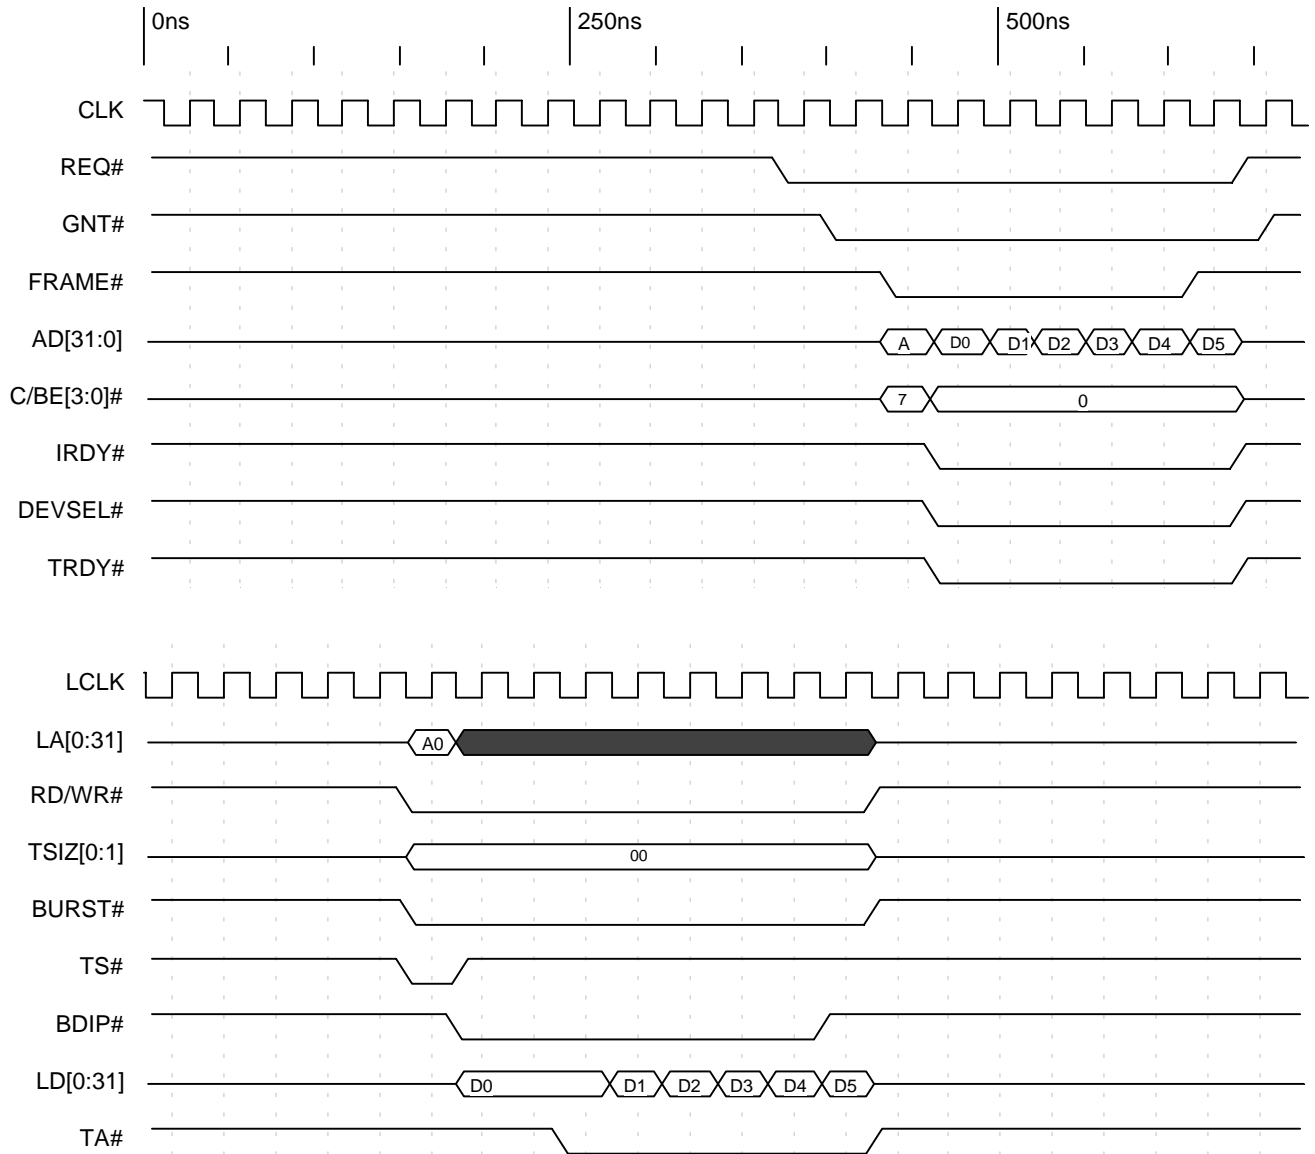 0ns 250ns 500ns
CLK
REQ#
GNT#
FRAME#
AD[31:0] A D0 D1 D2 D3 D4 D5
C/BE[3:0]# 7 0
IRDY#
DEVSEL#
TRDY#
LCLK
LA[0:31] A0
RD/WR#
TSIZ[0:1] 00
BURST#
TS#
BDIP#
LD[0:31] D0 D1 D2 D3 D4 D5
TA#